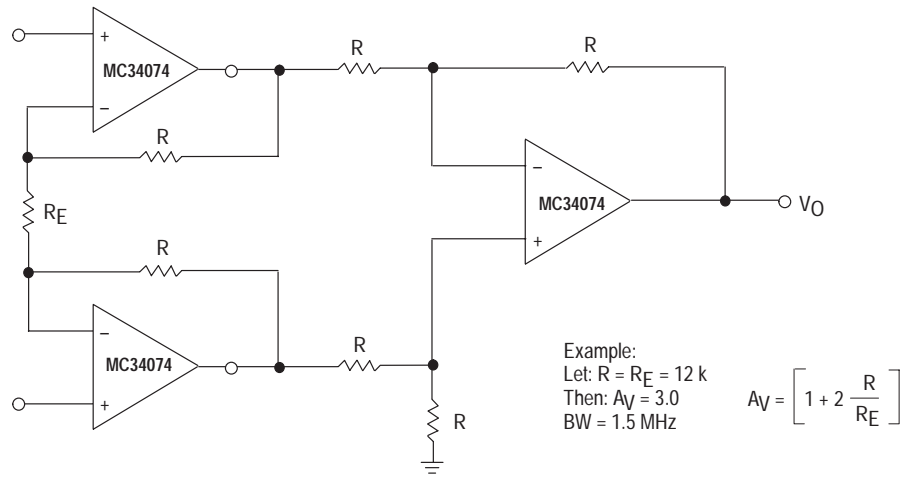 +
MC34074
−
R
R
R
R_E
R
−
MC34074
+
R
R
−
MC34074
+
V_O
R
Example:
Let: R = R_E = 12 k
Then: A_V = 3.0
BW = 1.5 MHz
A_V = [1 + 2 R/R_E]